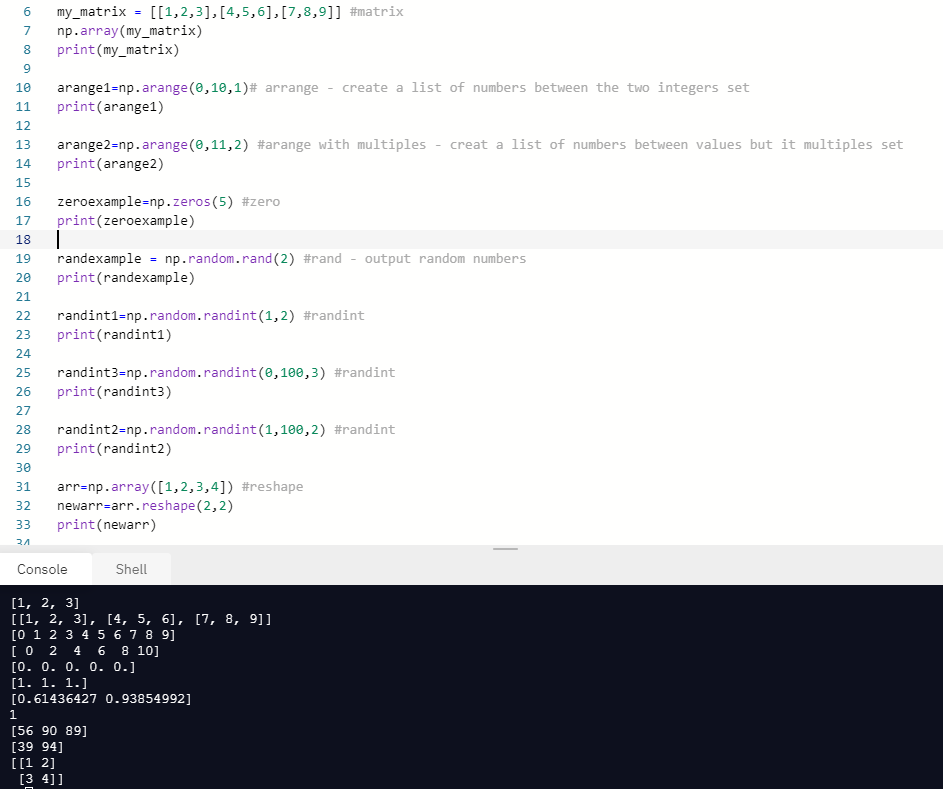 6 my_matrix = [[1,2,3],[4,5,6],[7,8,9]] #matrix
7 np.array(my_matrix)
8 print(my_matrix)
9
10 arange1=np.arange(0,10,1)# arrange - create a list of numbers between the two integers set
11 print(arange1)
12
13 arange2=np.arange(0,11,2) #arange with multiples - creat a list of numbers between values but it multiples set
14 print(arange2)
15
16 zeroexample=np.zeros(5) #zero
17 print(zeroexample)
18
19 randexample = np.random.rand(2) #rand - output random numbers
20 print(randexample)
21
22 randint1=np.random.randint(1,2) #randint
23 print(randint1)
24
25 randint3=np.random.randint(0,100,3) #randint
26 print(randint3)
27
28 randint2=np.random.randint(1,100,2) #randint
29 print(randint2)
30
31 arr=np.array([1,2,3,4]) #reshape
32 newarr=arr.reshape(2,2)
33 print(newarr)
34
Console Shell
[1, 2, 3]
[[1, 2, 3], [4, 5, 6], [7, 8, 9]]
[0 1 2 3 4 5 6 7 8 9]
[ 0  2  4  6  8 10]
[0. 0. 0. 0. 0.]
[1. 1. 1.]
[0.61436427 0.93854992]
1
[56 90 89]
[39 94]
[[1 2]
 [3 4]]